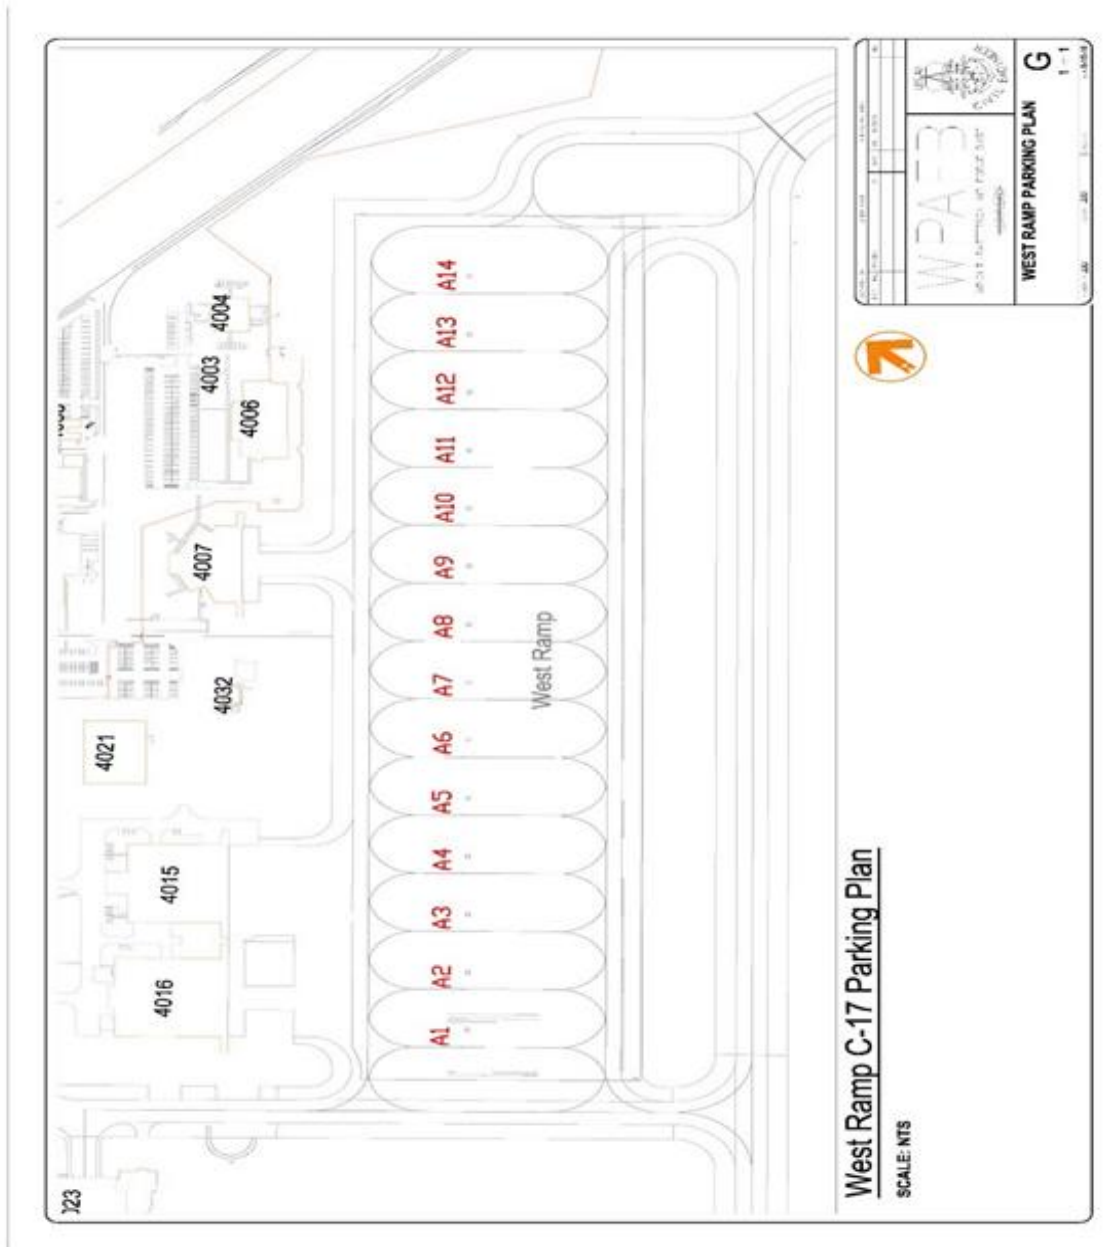 4004
4003
4006
4007
4032
4021
4015
4016
A14
A13
A12
A11
A10
A9
A8
A7
A6
A5
A4
A3
A2
A1
West Ramp
West Ramp C-17 Parking Plan
SCALE: NTS
WPAFB
WEST RAMP PARKING PLAN
G
1 - 1